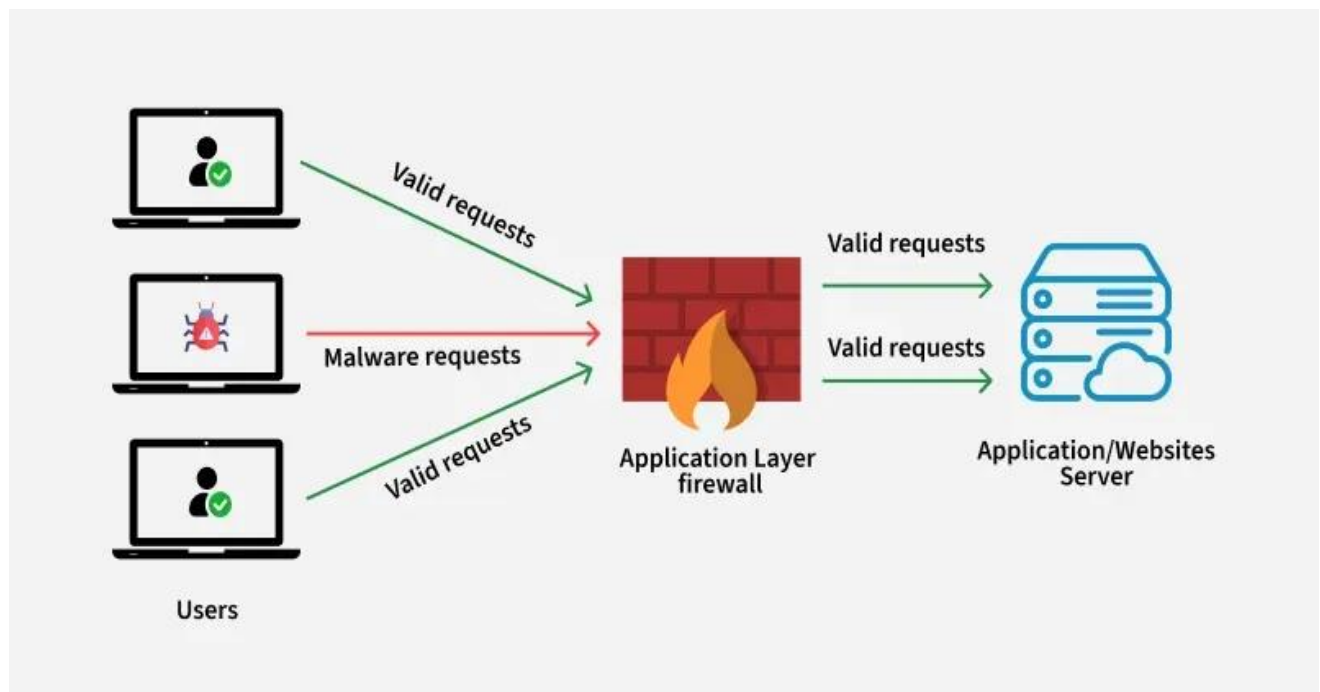 Valid requests
Malware requests
Valid requests
Users
Application Layer
firewall
Valid requests
Valid requests
Application/Websites
Server